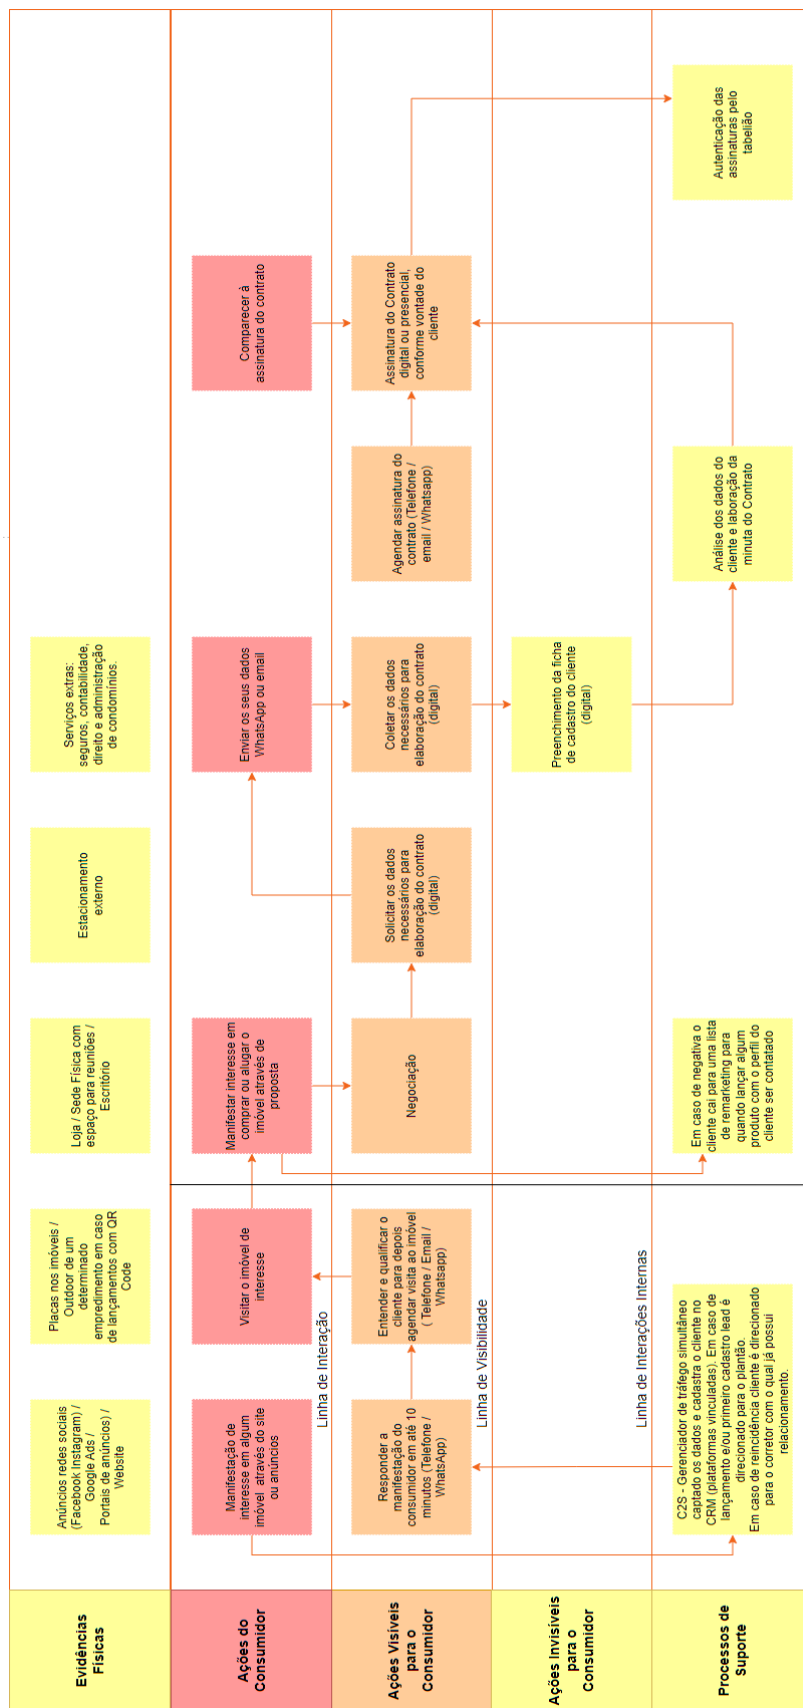 Evidências
Físicas
Anúncios redes sociais
(Facebook Instagram) /
Google Ads /
Portais de anúncios) /
Website
Placas nos imóveis /
Outdoor de um
determinado
empredimento em caso
de lançamentos com QR
Code
Loja / Sede Física com
espaço para reuniões /
Escritório
Estacionamento
externo
Serviços extras:
seguros, contabilidade,
direito e administração
de condomínios.
Ações do
Consumidor
Manifestação de
interesse em algum
imóvel através do site
ou anúncios
Visitar o imóvel de
interesse
Manifestar interesse em
comprar ou alugar o
imóvel através de
proposta
Enviar os seus dados
WhatsApp ou email
Comparecer à
assinatura do contrato
Linha de Interação
Ações Visíveis
para o
Consumidor
Responder a
manifestação do
consumidor em até 10
minutos (Telefone /
WhatsApp)
Entender e qualificar o
cliente para depois
agendar visita ao imóvel
( Telefone / Email /
Whatsapp)
Negociação
Solicitar os dados
necessários para
elaboração do contrato
(digital)
Coletar os dados
necessários para
elaboração do contrato
(digital)
Agendar assinatura do
contrato (Telefone /
email / Whatsapp)
Assinatura do Contrato
digital ou presencial,
conforme vontade do
cliente
Linha de Visibilidade
Ações Invisíveis
para o
Consumidor
Preenchimento da ficha
de cadastro do cliente
(digital)
Linha de Interações Internas
Processos de
Suporte
C2S - Gerenciador de tráfego simultâneo
captado os dados e cadastra o cliente no
CRM (plataformas vinculadas). Em caso de
lançamento e/ou primeiro cadastro lead é
direcionado para o plantão.
Em caso de reincidência cliente é direcionado
para o corretor com o qual já possui
relacionamento.
Em caso de negativa o
cliente cai para uma lista
de remarketing para
quando lançar algum
produto com o perfil do
cliente ser contatado
Análise dos dados do
cliente e laboração da
minuta do Contrato
Autenticação das
assinaturas pelo
tabelião